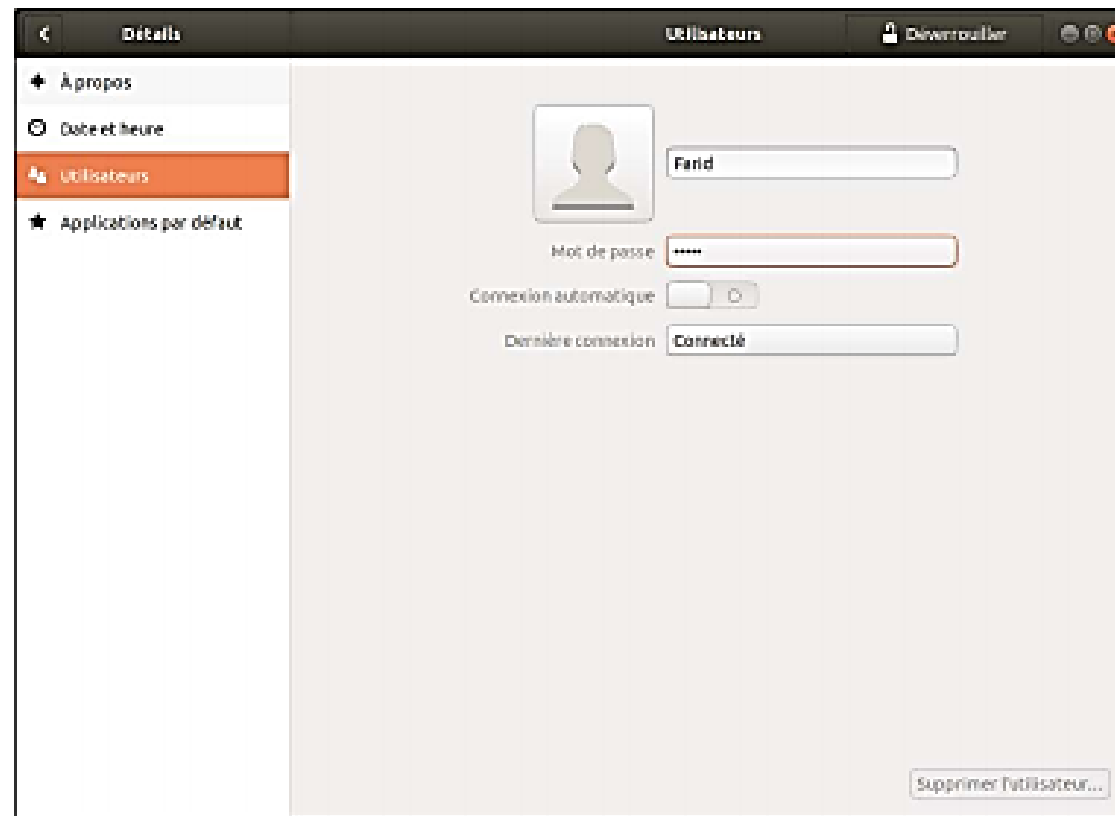 Détails
Utilisateurs
Déverrouiller
À propos
Date et heure
Utilisateurs
Applications par défaut
Farid
Mot de passe •••••
Connexion automatique
Dernière connexion Connecté
Supprimer l'utilisateur...